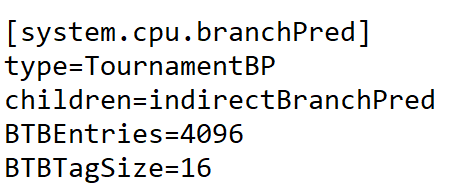 [system.cpu.branchPred]
type=TournamentBP
children=indirectBranchPred
BTBEntries=4096
BTBTagSize=16